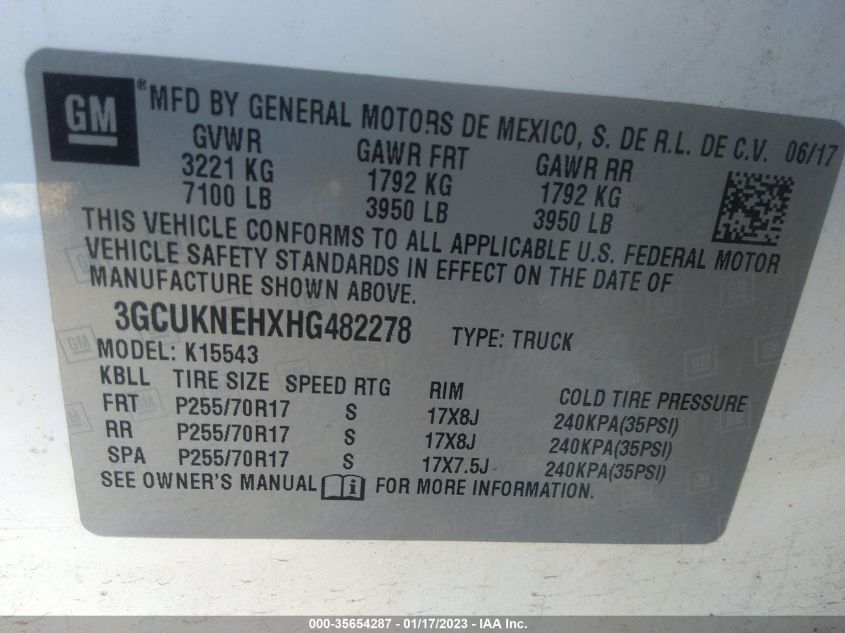 GM
® MFD BY GENERAL MOTORS DE MEXICO, S. DE R.L. DE C.V. 06/17
GVWR GAWR FRT GAWR RR
3221 KG 1792 KG 1792 KG
7100 LB 3950 LB 3950 LB
THIS VEHICLE CONFORMS TO ALL APPLICABLE U.S. FEDERAL MOTOR
VEHICLE SAFETY STANDARDS IN EFFECT ON THE DATE OF
MANUFACTURE SHOWN ABOVE.
3GCUKNEHXHG482278 TYPE: TRUCK
MODEL: K15543
KBLL TIRE SIZE SPEED RTG RIM COLD TIRE PRESSURE
FRT P255/70R17 S 17X8J 240KPA(35PSI)
RR P255/70R17 S 17X8J 240KPA(35PSI)
SPA P255/70R17 S 17X7.5J 240KPA(35PSI)
SEE OWNER'S MANUAL FOR MORE INFORMATION.
000-35654287 - 01/17/2023 - IAA Inc.